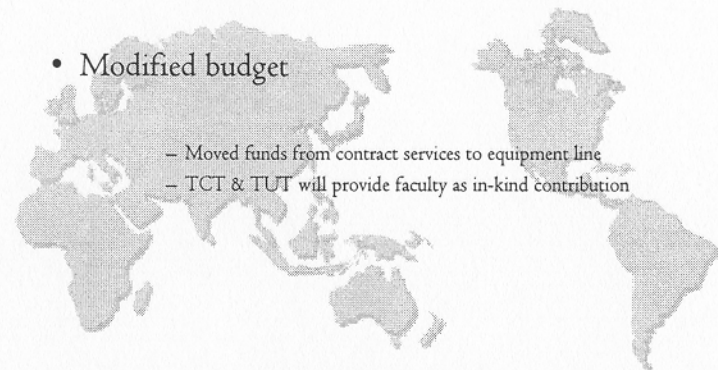 • Modified budget
– Moved funds from contract services to equipment line
– TCT & TUT will provide faculty as in-kind contribution